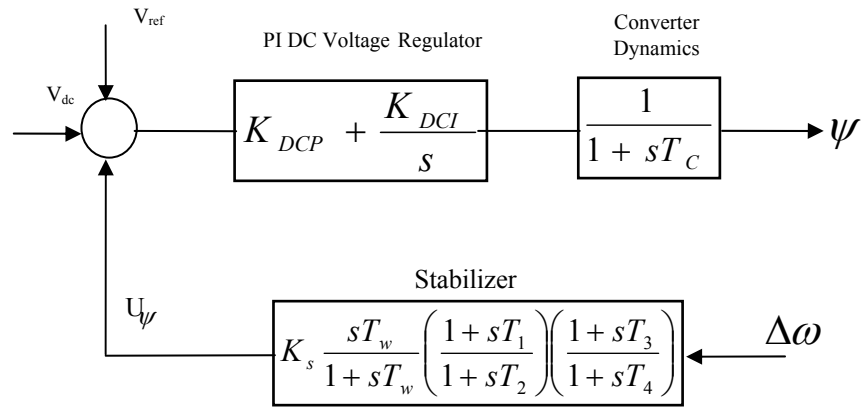 V_ref
PI DC Voltage Regulator
Converter
Dynamics
V_dc
K_DCP + K_DCI / s
1 / (1 + sT_C)
ψ
Stabilizer
U_ψ
K_s (sT_w / (1 + sT_w)) ((1 + sT_1) / (1 + sT_2)) ((1 + sT_3) / (1 + sT_4))
Δω